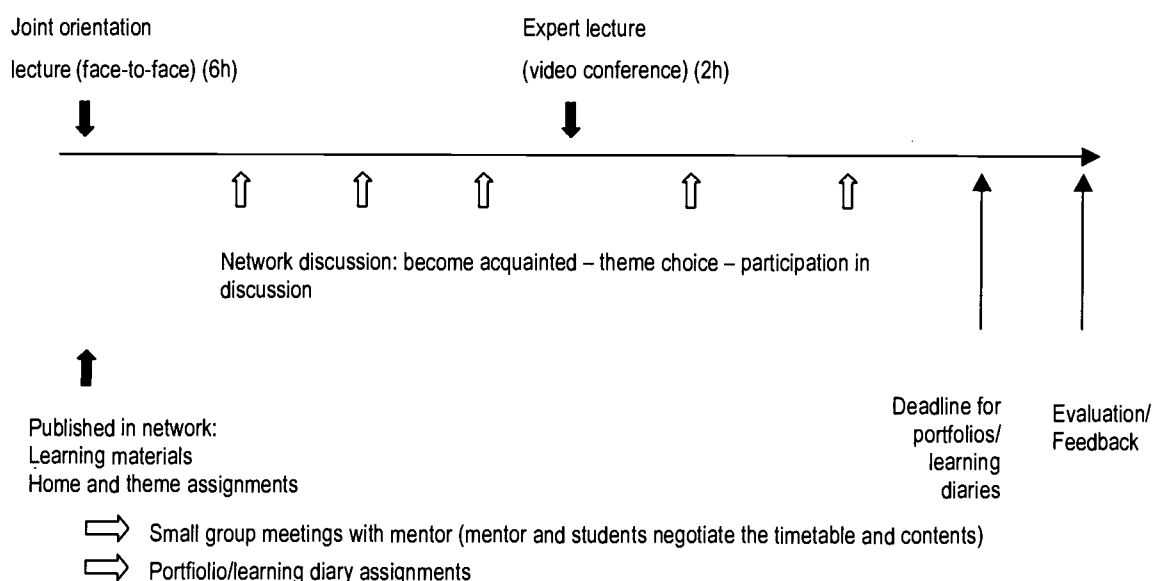 Joint orientation
lecture (face-to-face) (6h)
Expert lecture
(video conference) (2h)
Network discussion: become acquainted – theme choice – participation in
discussion
Published in network:
Learning materials
Home and theme assignments
Deadline for
portfolios/
learning
diaries
Evaluation/
Feedback
Small group meetings with mentor (mentor and students negotiate the timetable and contents)
Portfiolio/learning diary assignments